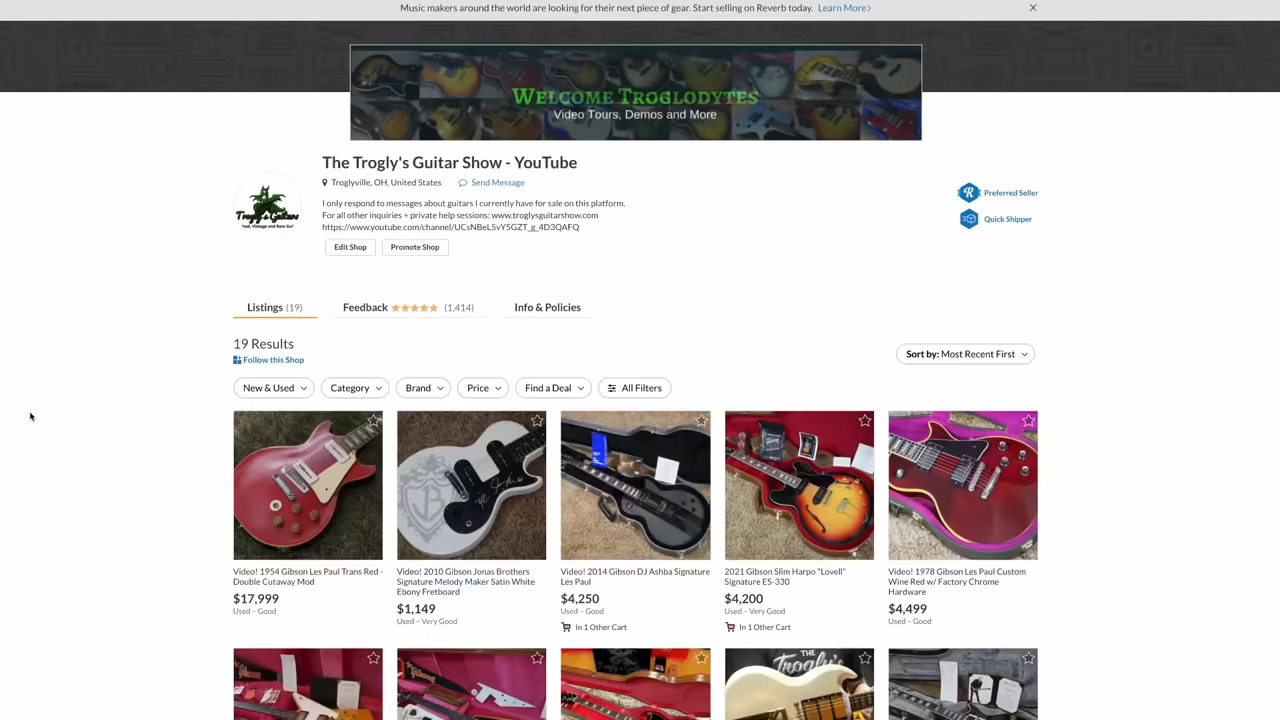 Music makers around the world are looking for their next piece of gear. Start selling on Reverb today. Learn More
WELCOME TROGLODYTES
Video Tours, Demos and More
The Trogly's Guitar Show - YouTube
Troglyville, OH, United States Send Message
I only respond to messages about guitars I currently have for sale on this platform.
For all other inquiries + private help sessions: www.troglysguitarshow.com
https://www.youtube.com/channel/UCsNBeL5vY5GZT_g_4D3QAFQ
Edit Shop Promote Shop
Trogly's Guitars
Preferred Seller
Quick Shipper
Listings (19) Feedback (1,414) Info & Policies
19 Results
Follow this Shop
Sort by: Most Recent First
New & Used Category Brand Price Find a Deal All Filters
Video! 1954 Gibson Les Paul Trans Red -
Double Cutaway Mod
$17,999
Used – Good
Video! 2010 Gibson Jonas Brothers
Signature Melody Maker Satin White
Ebony Fretboard
$1,149
Used – Very Good
Video! 2014 Gibson DJ Ashba Signature
Les Paul
$4,250
Used – Good
In 1 Other Cart
2021 Gibson Slim Harpo "Lovell"
Signature ES-330
$4,200
Used – Very Good
In 1 Other Cart
Video! 1978 Gibson Les Paul Custom
Wine Red w/ Factory Chrome
Hardware
$4,499
Used – Good
THE
Trogly's